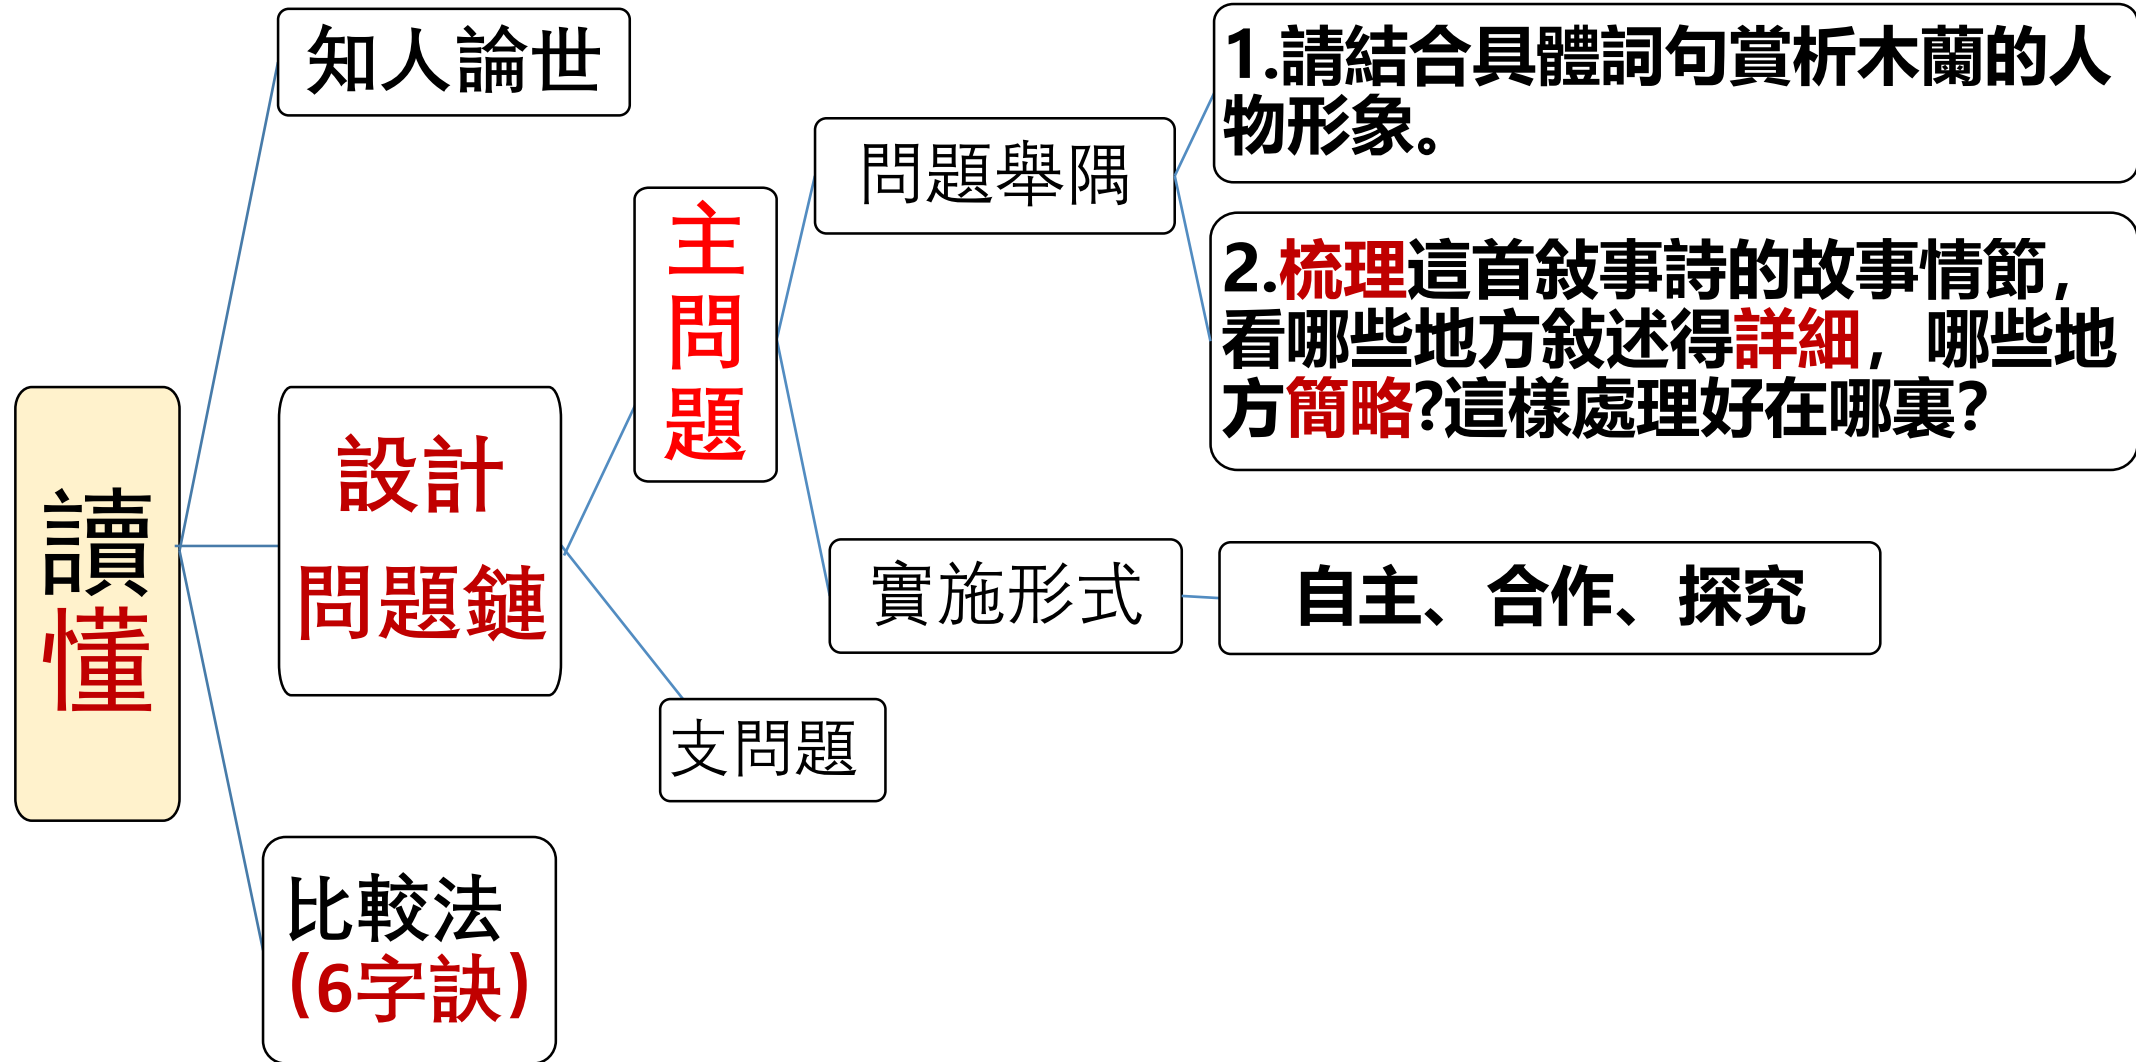 讀
懂
知人論世
設計
問題鏈
比較法
(6字訣)
主
問
題
支問題
問題舉隅
實施形式
1.請結合具體詞句賞析木蘭的人
物形象。
2.梳理這首敍事詩的故事情節，
看哪些地方敍述得詳細，哪些地
方簡略?這樣處理好在哪裏?
自主、合作、探究